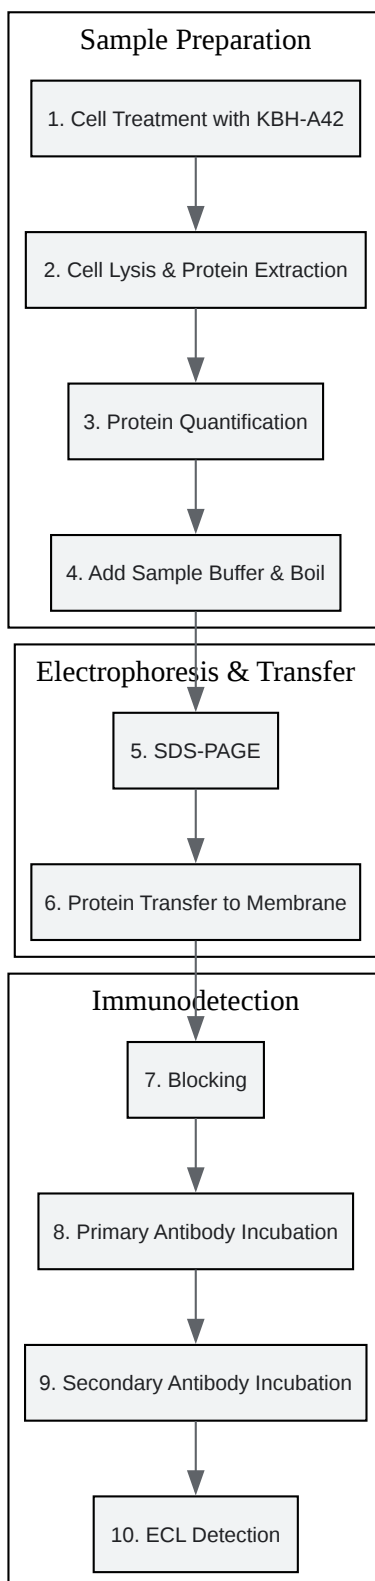 Sample Preparation
1. Cell Treatment with KBH-A42
2. Cell Lysis & Protein Extraction
3. Protein Quantification
4. Add Sample Buffer & Boil
Electrophoresis & Transfer
5. SDS-PAGE
6. Protein Transfer to Membrane
Immunodetection
7. Blocking
8. Primary Antibody Incubation
9. Secondary Antibody Incubation
10. ECL Detection